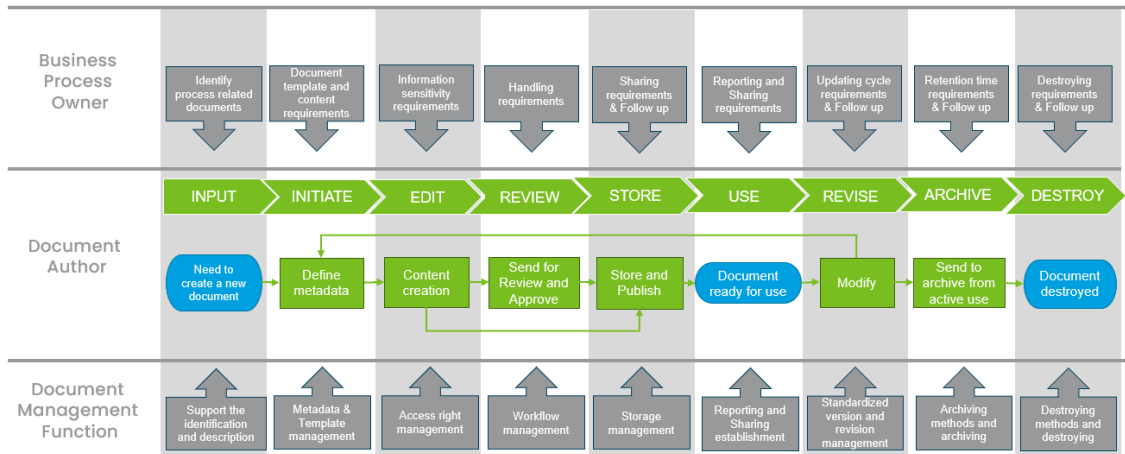 Business
Process
Owner
Identify
process related
documents
Document
template and
content
requirements
Information
sensitivity
requirements
Handling
requirements
Sharing
requirements
& Follow up
Reporting and
Sharing
requirements
Updating cycle
requirements
& Follow up
Retention time
requirements
& Follow up
Destroying
requirements
& Follow up
Document
Author
INPUT
INITIATE
EDIT
REVIEW
STORE
USE
REVISE
ARCHIVE
DESTROY
Need to
create a new
document
Define
metadata
Content
creation
Send for
Review and
Approve
Store and
Publish
Document
ready for use
Modify
Send to
archive from
active use
Document
destroyed
Document
Management
Function
Support the
identification
and description
Metadata &
Template
management
Access right
management
Workflow
management
Storage
management
Reporting and
Sharing
establishment
Standardized
version and
revision
management
Archiving
methods and
archiving
Destroying
methods and
destroying